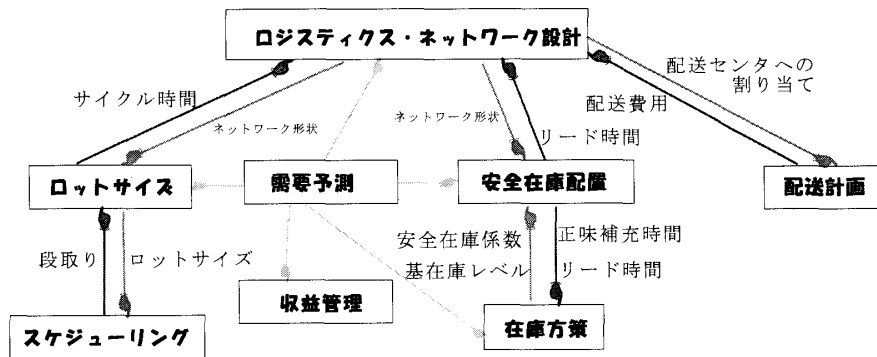 ロジスティクス・ネットワーク設計
配送センタへの
割り当て
サイクル時間
配送費用
ネットワーク形状
ネットワーク形状
リード時間
ロットサイズ
需要予測
安全在庫配置
配送計画
安全在庫係数
正味補充時間
段取り
ロットサイズ
基在庫レベル
リード時間
収益管理
スケジューリング
在庫方策